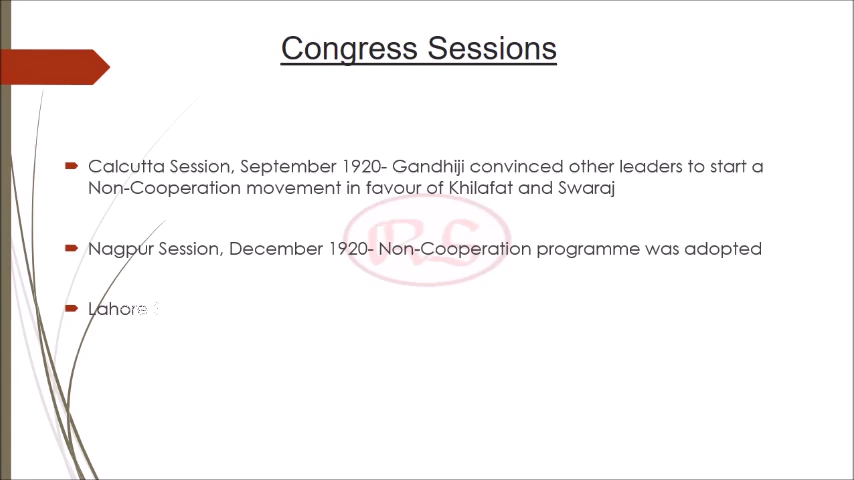 Congress Sessions
Calcutta Session, September 1920- Gandhiji convinced other leaders to start a
Non-Cooperation movement in favour of Khilafat and Swaraj
RS
Nagpur Session, December 1920- Non-Cooperation programme was adopted
Lahore